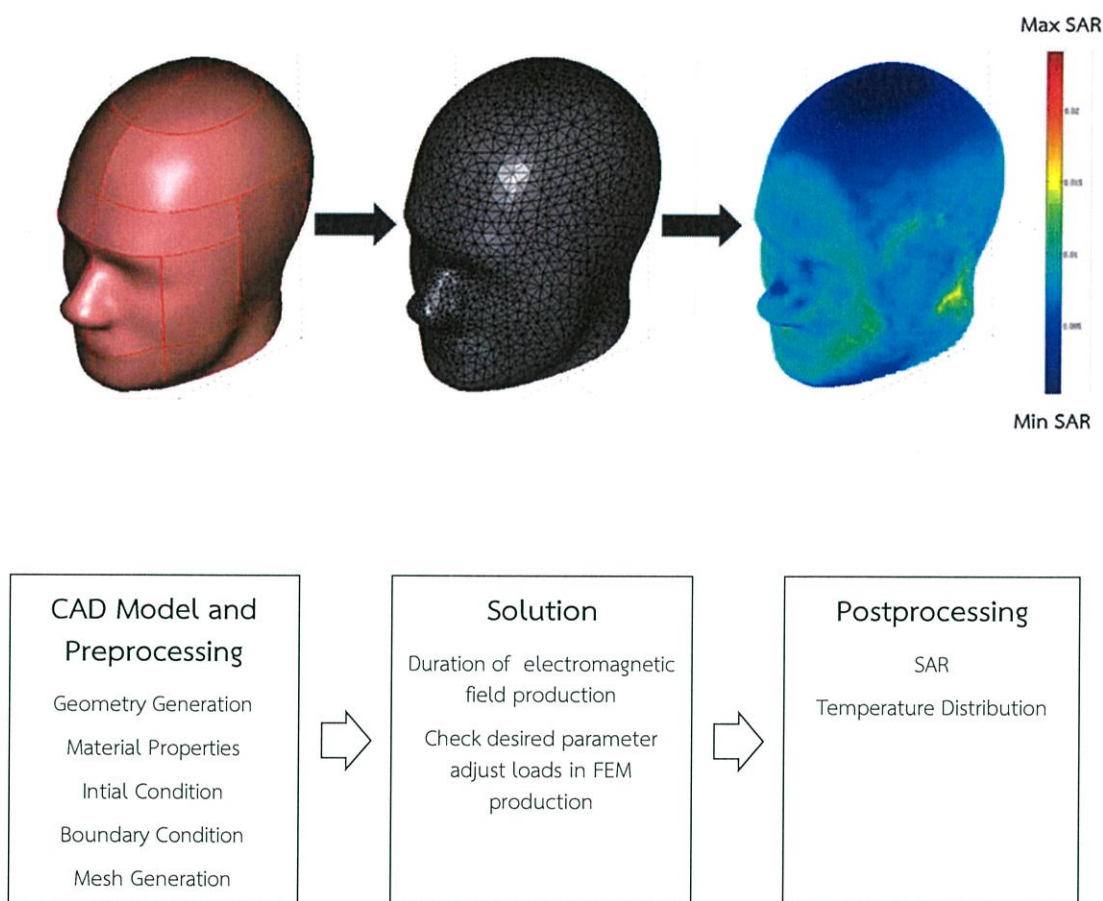 Max SAR
0.02
0.015
0.01
0.005
Min SAR
CAD Model and
Preprocessing
Geometry Generation
Material Properties
Intial Condition
Boundary Condition
Mesh Generation
Solution
Duration of electromagnetic
field production
Check desired parameter
adjust loads in FEM
production
Postprocessing
SAR
Temperature Distribution